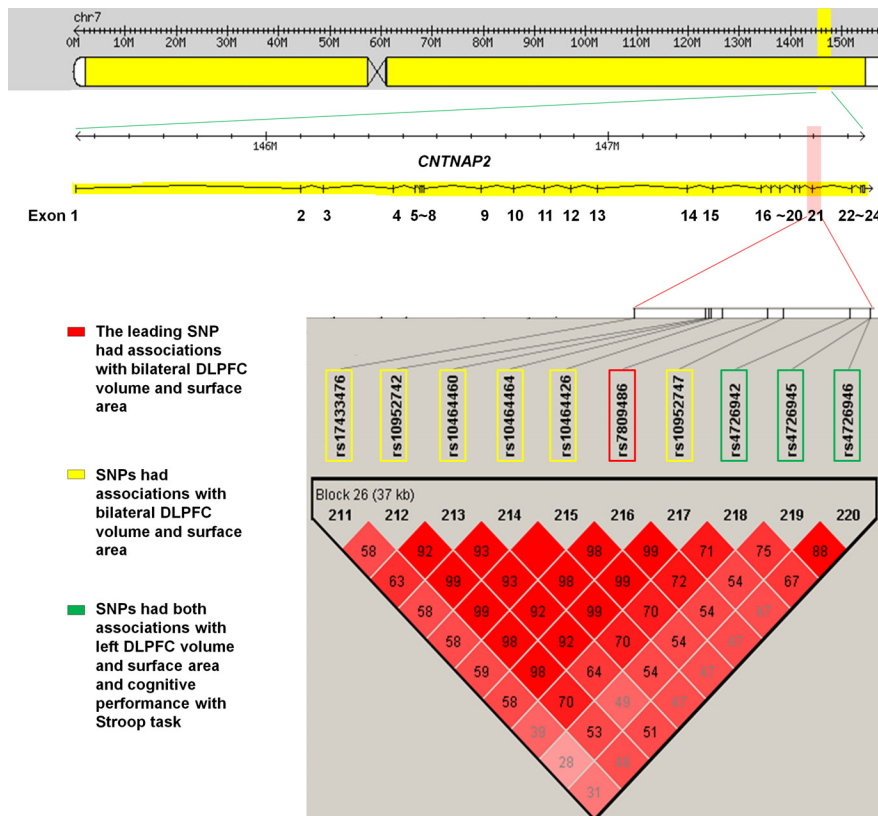 chr7
0M 10M 20M 30M 40M 50M 60M 70M 80M 90M 100M 110M 120M 130M 140M 150M
146M 147M
CNTNAP2
Exon 1 2 3 4 5~8 9 10 11 12 13 14 15 16 ~20 21 22~24
The leading SNP
had associations
with bilateral DLPFC
volume and surface
area
SNPs had
associations with
bilateral DLPFC
volume and surface
area
SNPs had both
associations with
left DLPFC volume
and surface area
and cognitive
performance with
Stroop task
rs17433476
rs10952742
rs10464460
rs10464464
rs10464426
rs7809486
rs10952747
rs4726942
rs4726945
rs4726946
Block 26 (37 kb)
211 212 213 214 215 216 217 218 219 220
58 92 93 98 99 71 75 88
63 99 93 98 99 72 54 67
58 99 92 99 70 54 47
58 98 92 70 54 47
59 98 64 54 47
58 70 49 47
39 53 51
28 46
31